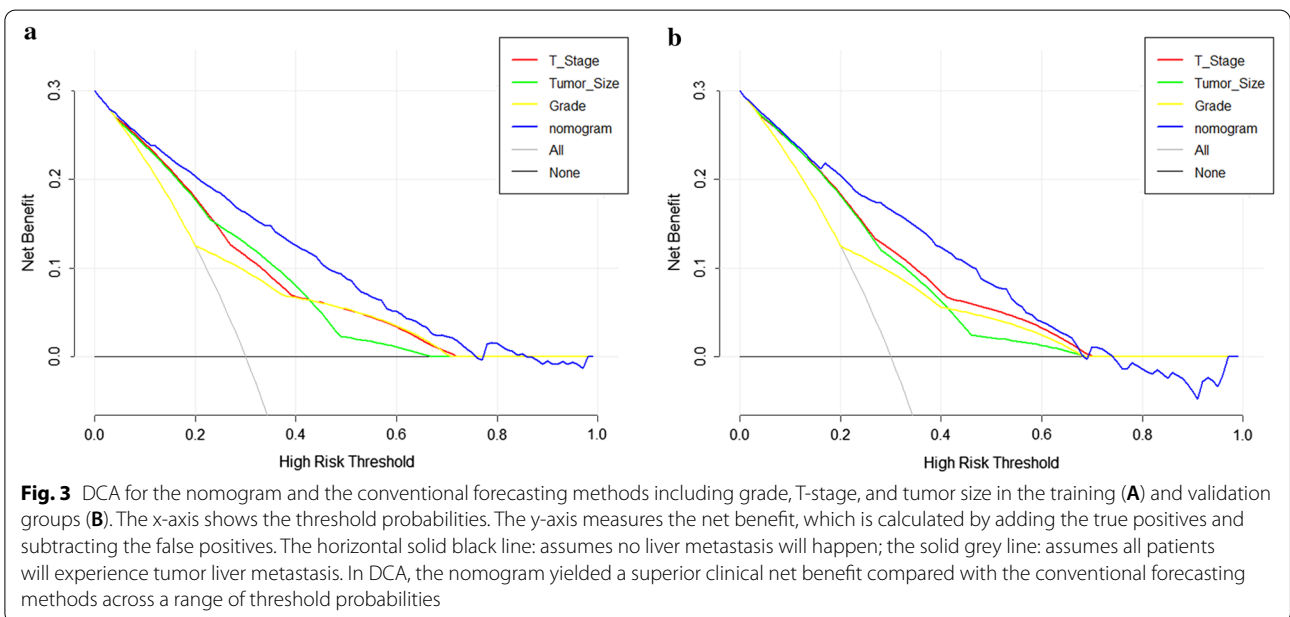 a
T_Stage
Tumor_Size
Grade
nomogram
All
None
Net Benefit
0.3
0.2
0.1
0.0
0.0 0.2 0.4 0.6 0.8 1.0
High Risk Threshold
b
T_Stage
Tumor_Size
Grade
nomogram
All
None
Net Benefit
0.3
0.2
0.1
0.0
0.0 0.2 0.4 0.6 0.8 1.0
High Risk Threshold
Fig. 3 DCA for the nomogram and the conventional forecasting methods including grade, T-stage, and tumor size in the training (A) and validation
groups (B). The x-axis shows the threshold probabilities. The y-axis measures the net benefit, which is calculated by adding the true positives and
subtracting the false positives. The horizontal solid black line: assumes no liver metastasis will happen; the solid grey line: assumes all patients
will experience tumor liver metastasis. In DCA, the nomogram yielded a superior clinical net benefit compared with the conventional forecasting
methods across a range of threshold probabilities